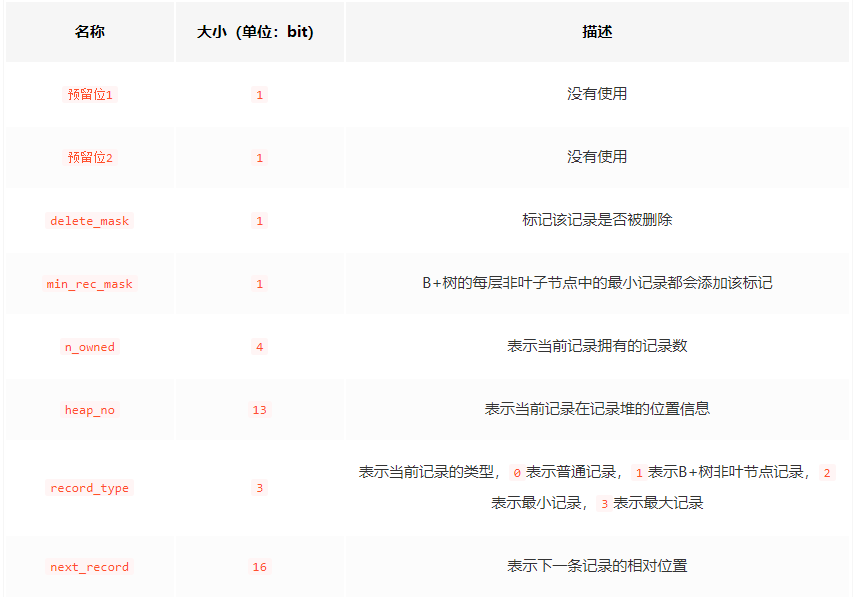 名称 大小（单位：bit） 描述
预留位1 1 没有使用
预留位2 1 没有使用
delete_mask 1 标记该记录是否被删除
min_rec_mask 1 B+树的每层非叶子节点中的最小记录都会添加该标记
n_owned 4 表示当前记录拥有的记录数
heap_no 13 表示当前记录在记录堆的位置信息
record_type 3 表示当前记录的类型，0表示普通记录，1表示B+树非叶节点记录，2
表示最小记录，3表示最大记录
next_record 16 表示下一条记录的相对位置